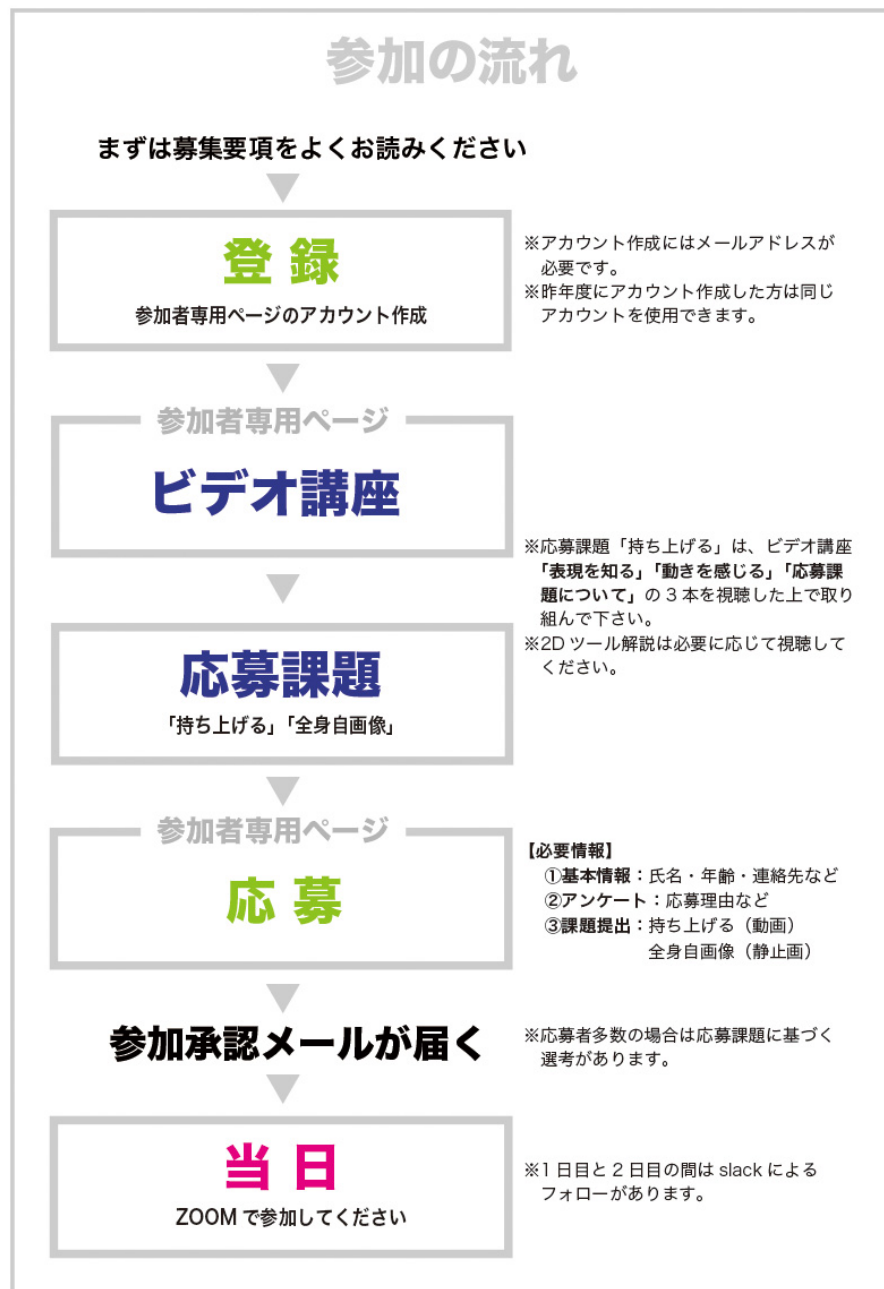 参加の流れ
まずは募集要項をよくお読みください
登 録
参加者専用ページのアカウント作成
※アカウント作成にはメールアドレスが
必要です。
※昨年度にアカウント作成した方は同じ
アカウントを使用できます。
参加者専用ページ
ビデオ講座
※応募課題「持ち上げる」は、ビデオ講座
「表現を知る」「動きを感じる」「応募課
題について」の 3 本を視聴した上で取り
組んで下さい。
※2D ツール解説は必要に応じて視聴して
ください。
応募課題
「持ち上げる」「全身自画像」
参加者専用ページ
応 募
【必要情報】
①基本情報：氏名・年齢・連絡先など
②アンケート：応募理由など
③課題提出：持ち上げる（動画）
全身自画像（静止画）
参加承認メールが届く
※応募者多数の場合は応募課題に基づく
選考があります。
当 日
ZOOM で参加してください
※1 日目と 2 日目の間は slack による
フォローがあります。